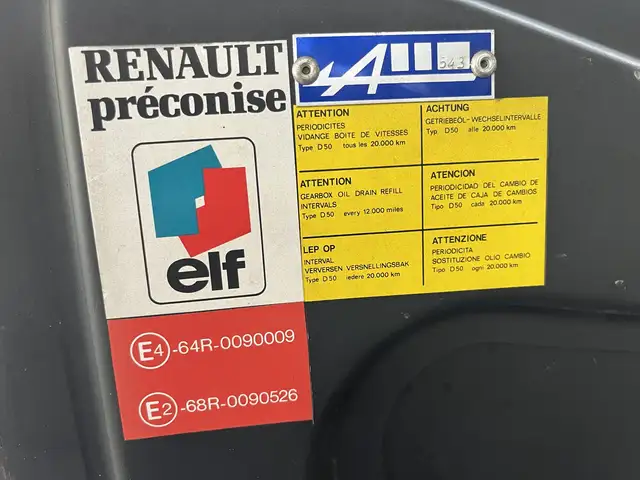 RENAULT
préconise
elf
E4-64R-0090009
E2-68R-0090526
A
543
ATTENTION
PERIODICITES
VIDANGE BOITE DE VITESSES
Type D50 tous les 20.000 km
ACHTUNG
GETRIEBEÖL-WECHSELINTERVALLE
Typ D50 alle 20.000 km
ATTENTION
GEARBOX OIL DRAIN REFILL
INTERVALS
Type D50 every 12.000 miles
ATENCION
PERIODICIDAD DEL CAMBIO DE
ACEITE DE CAJA DE CAMBIOS
Tipo D50 cada 20.000 km
LEP OP
INTERVAL
VERVERSEN VERSNELLINGSBAK
Type D50 iedere 20.000 km
ATTENZIONE
PERIODICITA
SOSTITUZIONE OLIO CAMBIO
Tipo D50 ogni 20.000 km